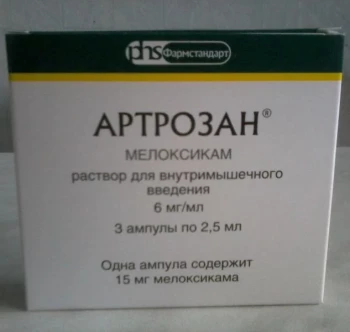 phs Фармстандарт
АРТРОЗАН®
МЕЛОКСИКАМ
раствор для внутримышечного
введения
6 мг/мл
3 ампулы по 2,5 мл
Одна ампула содержит
15 мг мелоксикама